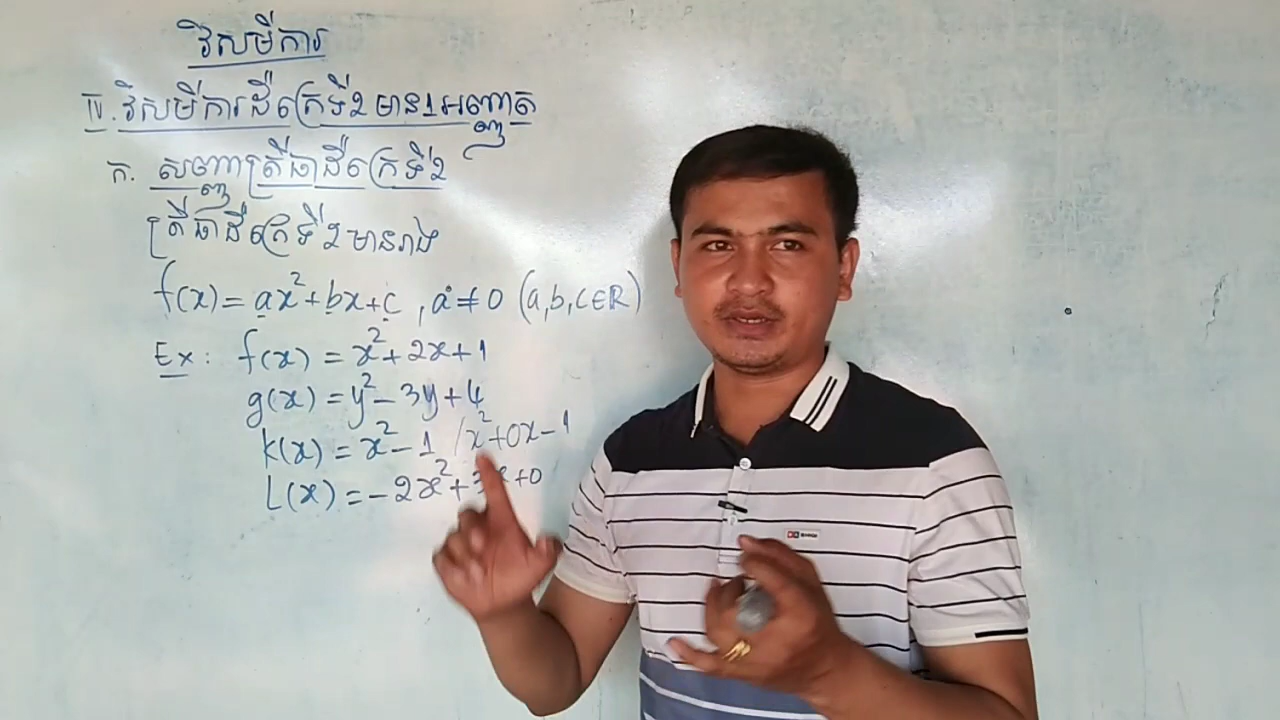 វិសមីការ
IV. វិសមីការដឺក្រេទី២ មាន1អញ្ញាត
ក. សញ្ញាត្រីធាដឺក្រេទី២
ត្រីធាដឺក្រេទី២ មានរាង
f(x) = ax² + bx + c , a ≠ 0 (a, b, c ∈ ℝ)
Ex : f(x) = x² + 2x + 1
g(x) = y² - 3y + 4
k(x) = x² - 1 / x² + 0x - 1
L(x) = -2x² + +0